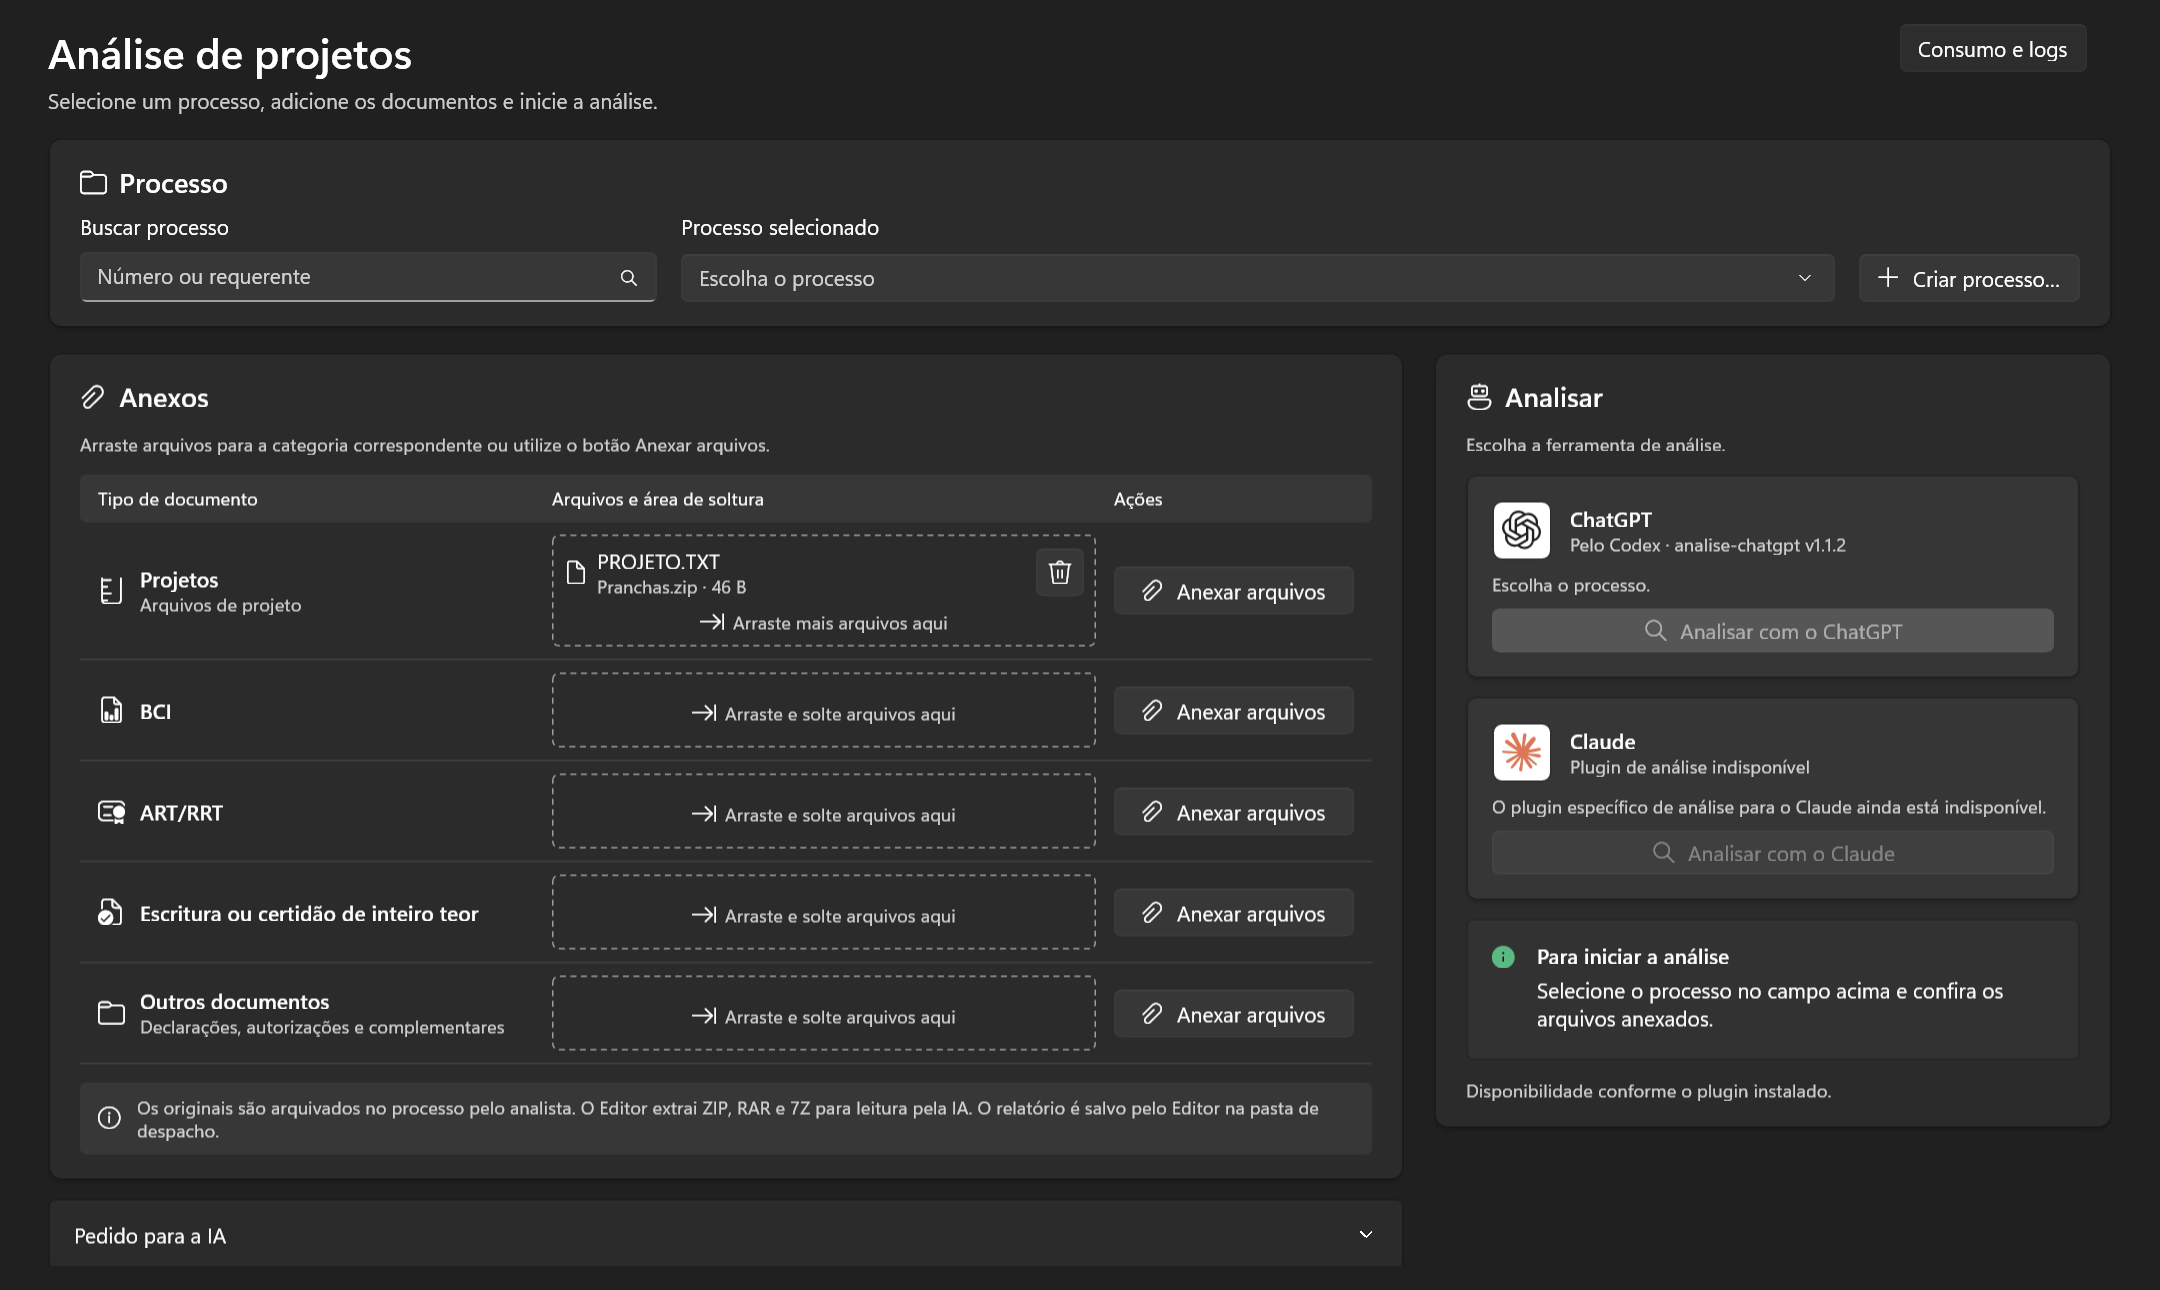 Análise de projetos
Consumo e logs
Selecione um processo, adicione os documentos e inicie a análise.
Processo
Buscar processo
Processo selecionado
Número ou requerente
Escolha o processo
Criar processo...
Anexos
Arraste arquivos para a categoria correspondente ou utilize o botão Anexar arquivos.
Tipo de documento
Arquivos e área de soltura
Ações
Projetos
Arquivos de projeto
PROJETO.TXT
Pranchas.zip · 46 B
Arraste mais arquivos aqui
Anexar arquivos
BCI
Arraste e solte arquivos aqui
Anexar arquivos
ART/RRT
Arraste e solte arquivos aqui
Anexar arquivos
Escritura ou certidão de inteiro teor
Arraste e solte arquivos aqui
Anexar arquivos
Outros documentos
Declarações, autorizações e complementares
Arraste e solte arquivos aqui
Anexar arquivos
Os originais são arquivados no processo pelo analista. O Editor extrai ZIP, RAR e 7Z para leitura pela IA. O relatório é salvo pelo Editor na pasta de
despacho.
Pedido para a IA
Analisar
Escolha a ferramenta de análise.
ChatGPT
Pelo Codex · analise-chatgpt v1.1.2
Escolha o processo.
Analisar com o ChatGPT
Claude
Plugin de análise indisponível
O plugin específico de análise para o Claude ainda está indisponível.
Analisar com o Claude
Para iniciar a análise
Selecione o processo no campo acima e confira os
arquivos anexados.
Disponibilidade conforme o plugin instalado.